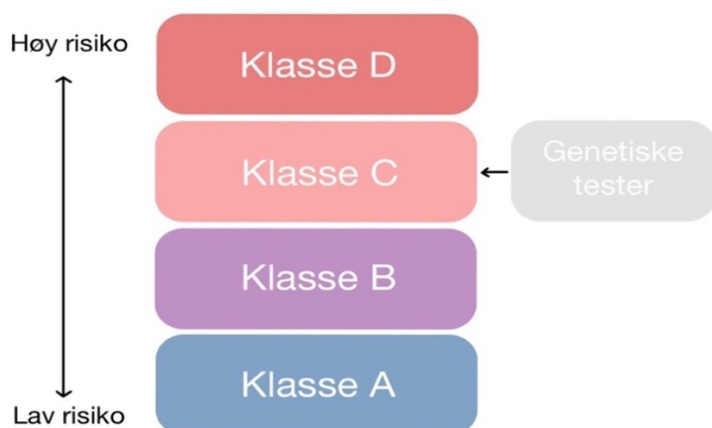 Høy risiko
Klasse D
Klasse C
Genetiske
tester
Klasse B
Klasse A
Lav risiko